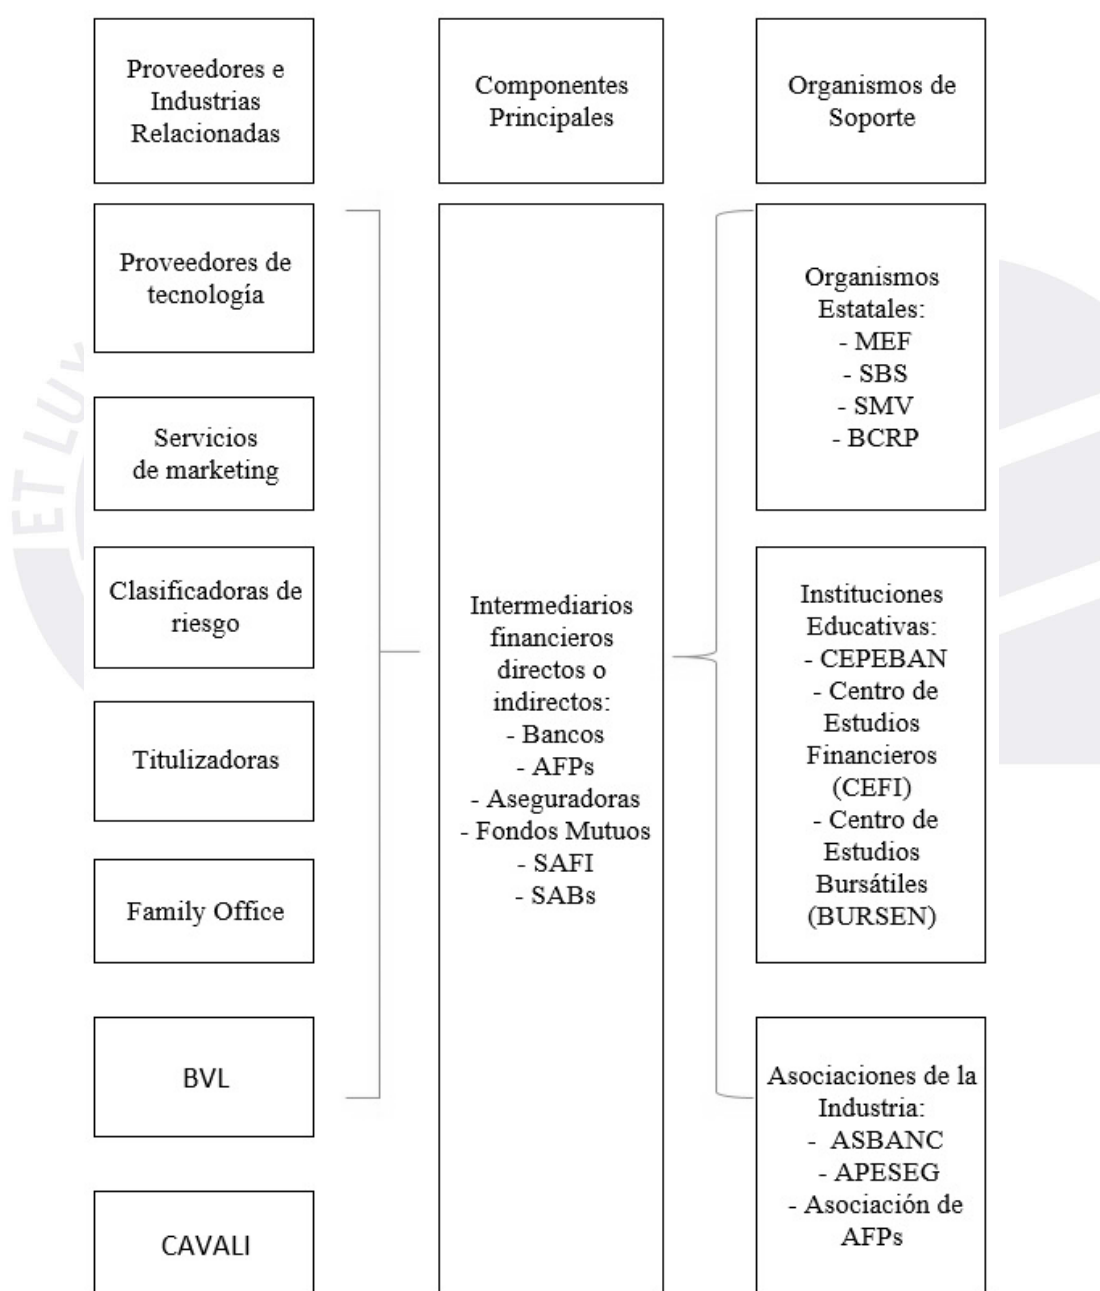 Proveedores e
Industrias
Relacionadas
Componentes
Principales
Organismos de
Soporte
Proveedores de
tecnología
Servicios
de marketing
Clasificadoras de
riesgo
Titulizadoras
Family Office
BVL
CAVALI
Intermediarios
financieros
directos o
indirectos:
- Bancos
- AFPs
- Aseguradoras
- Fondos Mutuos
- SAFI
- SABs
Organismos
Estatales:
- MEF
- SBS
- SMV
- BCRP
Instituciones
Educativas:
- CEPEBAN
- Centro de
Estudios
Financieros
(CEFI)
- Centro de
Estudios
Bursátiles
(BURSEN)
Asociaciones de la
Industria:
- ASBANC
- APESEG
- Asociación de
AFPs
ET LUX